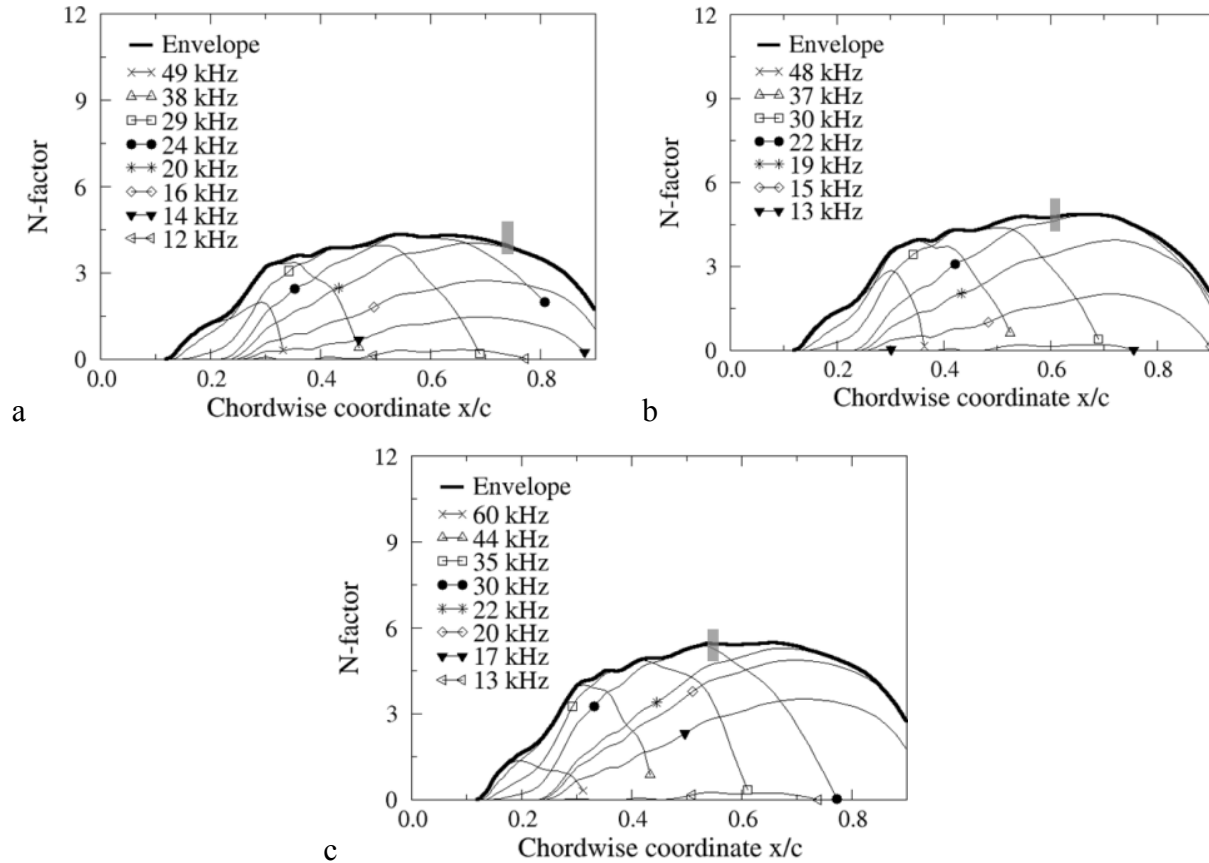 12
9
6
3
0
N-factor
Envelope
49 kHz
38 kHz
29 kHz
24 kHz
20 kHz
16 kHz
14 kHz
12 kHz
0.0 0.2 0.4 0.6 0.8
Chordwise coordinate x/c
a
12
9
6
3
0
N-factor
Envelope
48 kHz
37 kHz
30 kHz
22 kHz
19 kHz
15 kHz
13 kHz
0.0 0.2 0.4 0.6 0.8
Chordwise coordinate x/c
b
12
9
6
3
0
N-factor
Envelope
60 kHz
44 kHz
35 kHz
30 kHz
22 kHz
20 kHz
17 kHz
13 kHz
0.0 0.2 0.4 0.6 0.8
Chordwise coordinate x/c
c